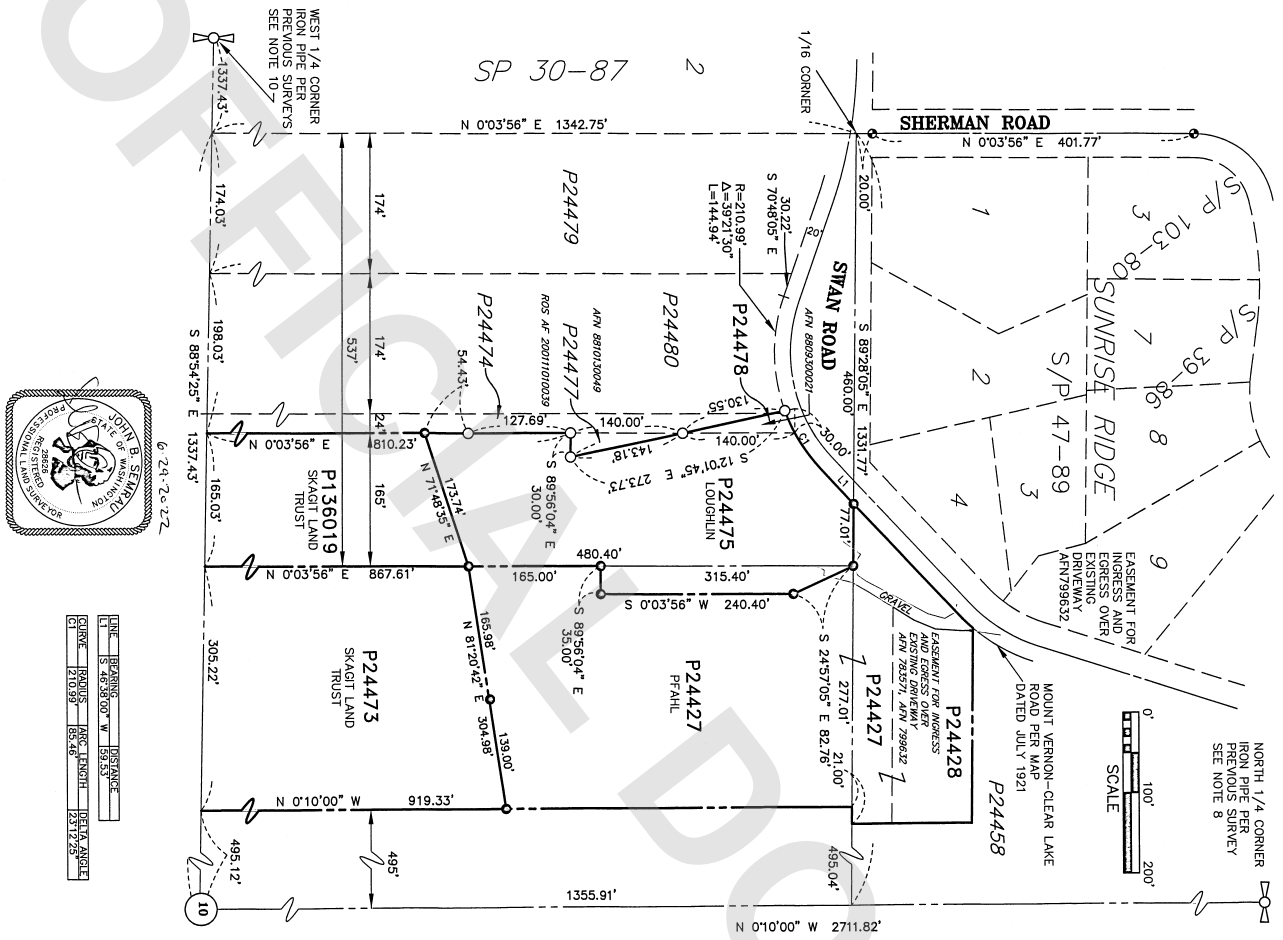 OFFICIAL DO
WEST 1/4 CORNER
IRON PIPE PER
PREVIOUS SURVEYS
SEE NOTE 10
1337.43'
SP 30-87
2
1/16 CORNER
N 0°03'56" E 1342.75'
SHERMAN ROAD
N 0°03'56" E 401.77'
20.00'
S/P 103-80
3
1
S/P 39-86
7
8
SUNRISE RIDGE
S/P 47-89
2
3
4
9
EASEMENT FOR
INGRESS AND
EGRESS OVER
EXISTING
DRIVEWAY
AFN799632
NORTH 1/4 CORNER
IRON PIPE PER
PREVIOUS SURVEY
SEE NOTE 8
MOUNT VERNON-CLEAR LAKE
ROAD PER MAP
DATED JULY 1921
0'
100'
200'
SCALE
30.22'
S 70°48'05" E
R=210.99'
Δ=39°21'30"
L=144.94'
20'
SWAN ROAD
AFN 8809300021
S 89°28'05" E 1331.77'
460.00'
30.00'
C1
L1
77.01'
P24479
174'
174.03'
P24480
P24478
P24477
AFN 8810130049
ROS AF 200111010039
P24474
54.43'
127.69'
140.00'
140.00'
130.55'
143.18'
S 12°01'45" E 273.73'
S 89°56'04" E
30.00'
174'
537'
24'
165'
198.03'
S 88°54'25" E 1337.43'
N 0°03'56" E 810.23'
P136019
SKAGIT LAND
TRUST
173.74'
N 71°48'35" E
165.03'
P24475
LOUGHLIN
480.40'
N 0°03'56" E 867.61'
165.00'
315.40'
S 0°03'56" W 240.40'
S 89°56'04" E
35.00'
S 24°57'05" E 82.76'
GRAVEL
EASEMENT FOR INGRESS
AND EGRESS OVER
EXISTING DRIVEWAY
AFN 783571, AFN 799632
P24428
P24427
P24458
277.01'
21.00'
P24427
PFAHL
165.98'
N 81°20'42" E 304.98'
139.00'
P24473
SKAGIT LAND
TRUST
305.22'
N 0°10'00" W 919.33'
495'
495.12'
495.04'
1355.91'
N 0°10'00" W 2711.82'
10
6-29-2022
JOHN B. SEMRAU
STATE OF WASHINGTON
28626
REGISTERED
PROFESSIONAL LAND SURVEYOR
LINE BEARING DISTANCE
L1 S 46°38'00" W 59.53'
CURVE RADIUS ARC LENGTH DELTA ANGLE
C1 210.99' 85.46' 23°12'25"